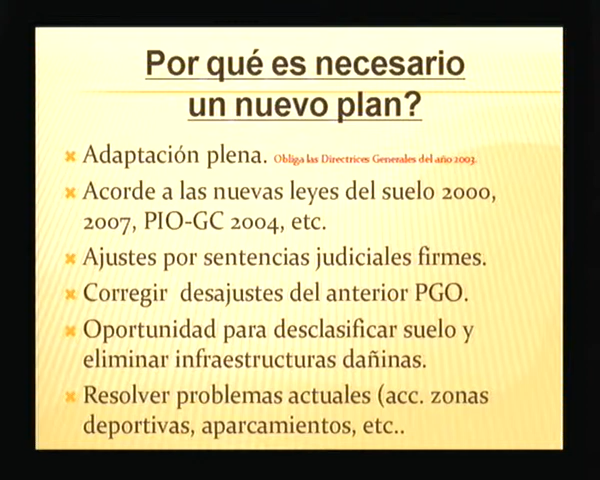 Por qué es necesario
un nuevo plan?
Adaptación plena. Obliga las Directrices Generales del año 2003.
Acorde a las nuevas leyes del suelo 2000,
2007, PIO-GC 2004, etc.
Ajustes por sentencias judiciales firmes.
Corregir desajustes del anterior PGO.
Oportunidad para desclasificar suelo y
eliminar infraestructuras dañinas.
Resolver problemas actuales (acc. zonas
deportivas, aparcamientos, etc..